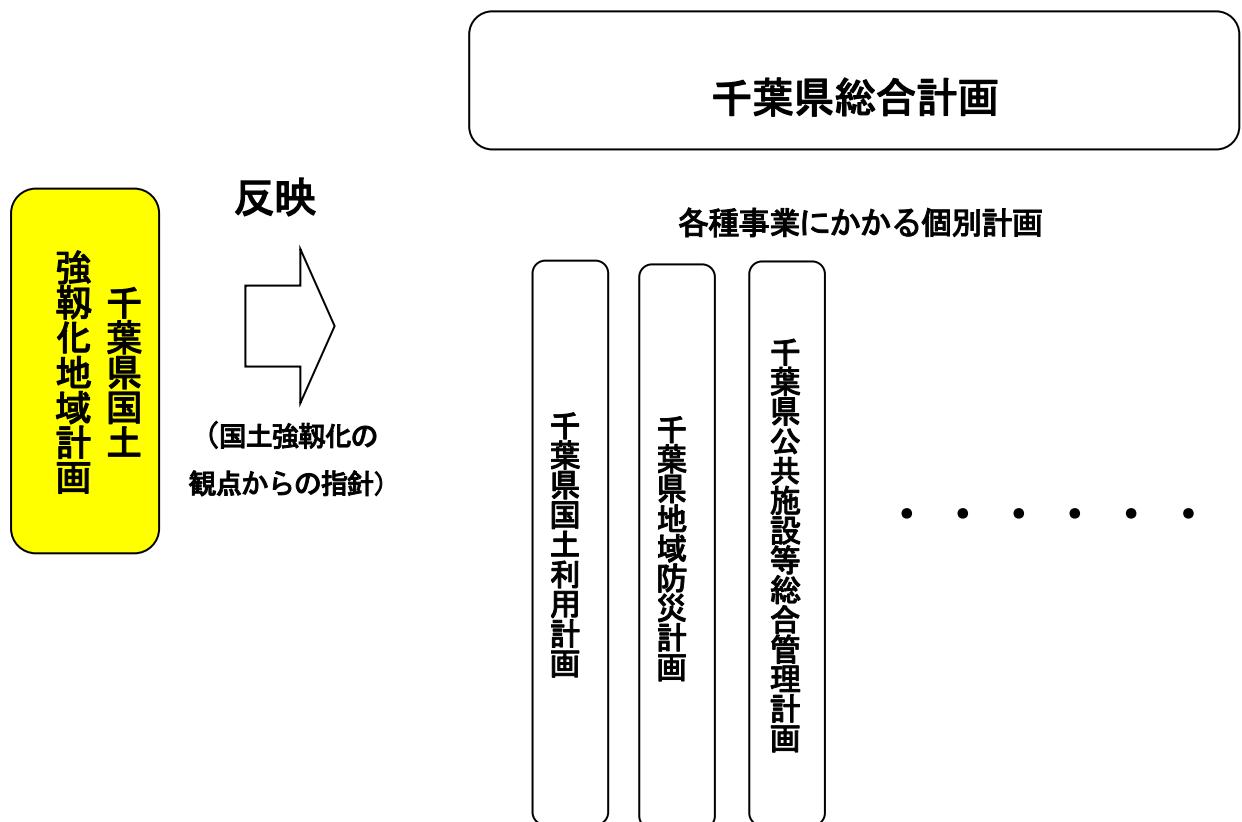 千葉県総合計画
反映
各種事業にかかる個別計画
千葉県国土
強靱化地域計画
（国土強靱化の
観点からの指針）
千葉県国土利用計画
千葉県地域防災計画
千葉県公共施設等総合管理計画
・・・・・・